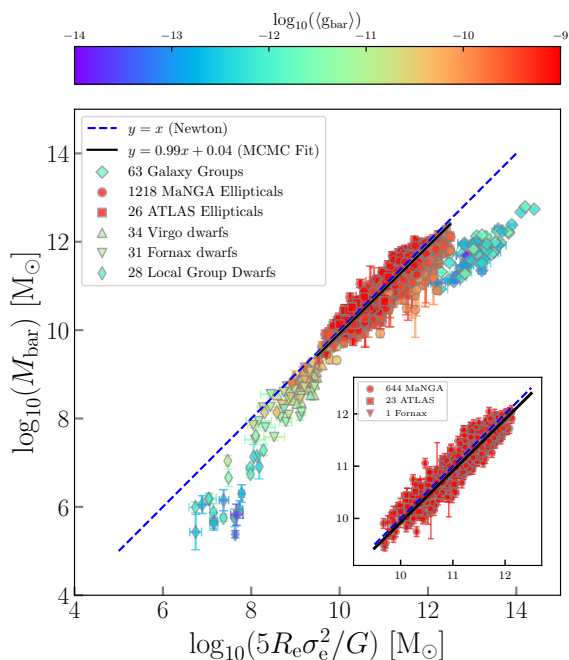 log₁₀(⟨g_bar⟩)
−14 −13 −12 −11 −10 −9
y = x (Newton)
y = 0.99x + 0.04 (MCMC Fit)
63 Galaxy Groups
1218 MaNGA Ellipticals
26 ATLAS Ellipticals
34 Virgo dwarfs
31 Fornax dwarfs
28 Local Group Dwarfs
log₁₀(M_bar) [M⊙]
14
12
10
8
6
4
644 MaNGA
23 ATLAS
1 Fornax
12
11
10
10 11 12
4 6 8 10 12 14
log₁₀(5Rₑσₑ²/G) [M⊙]